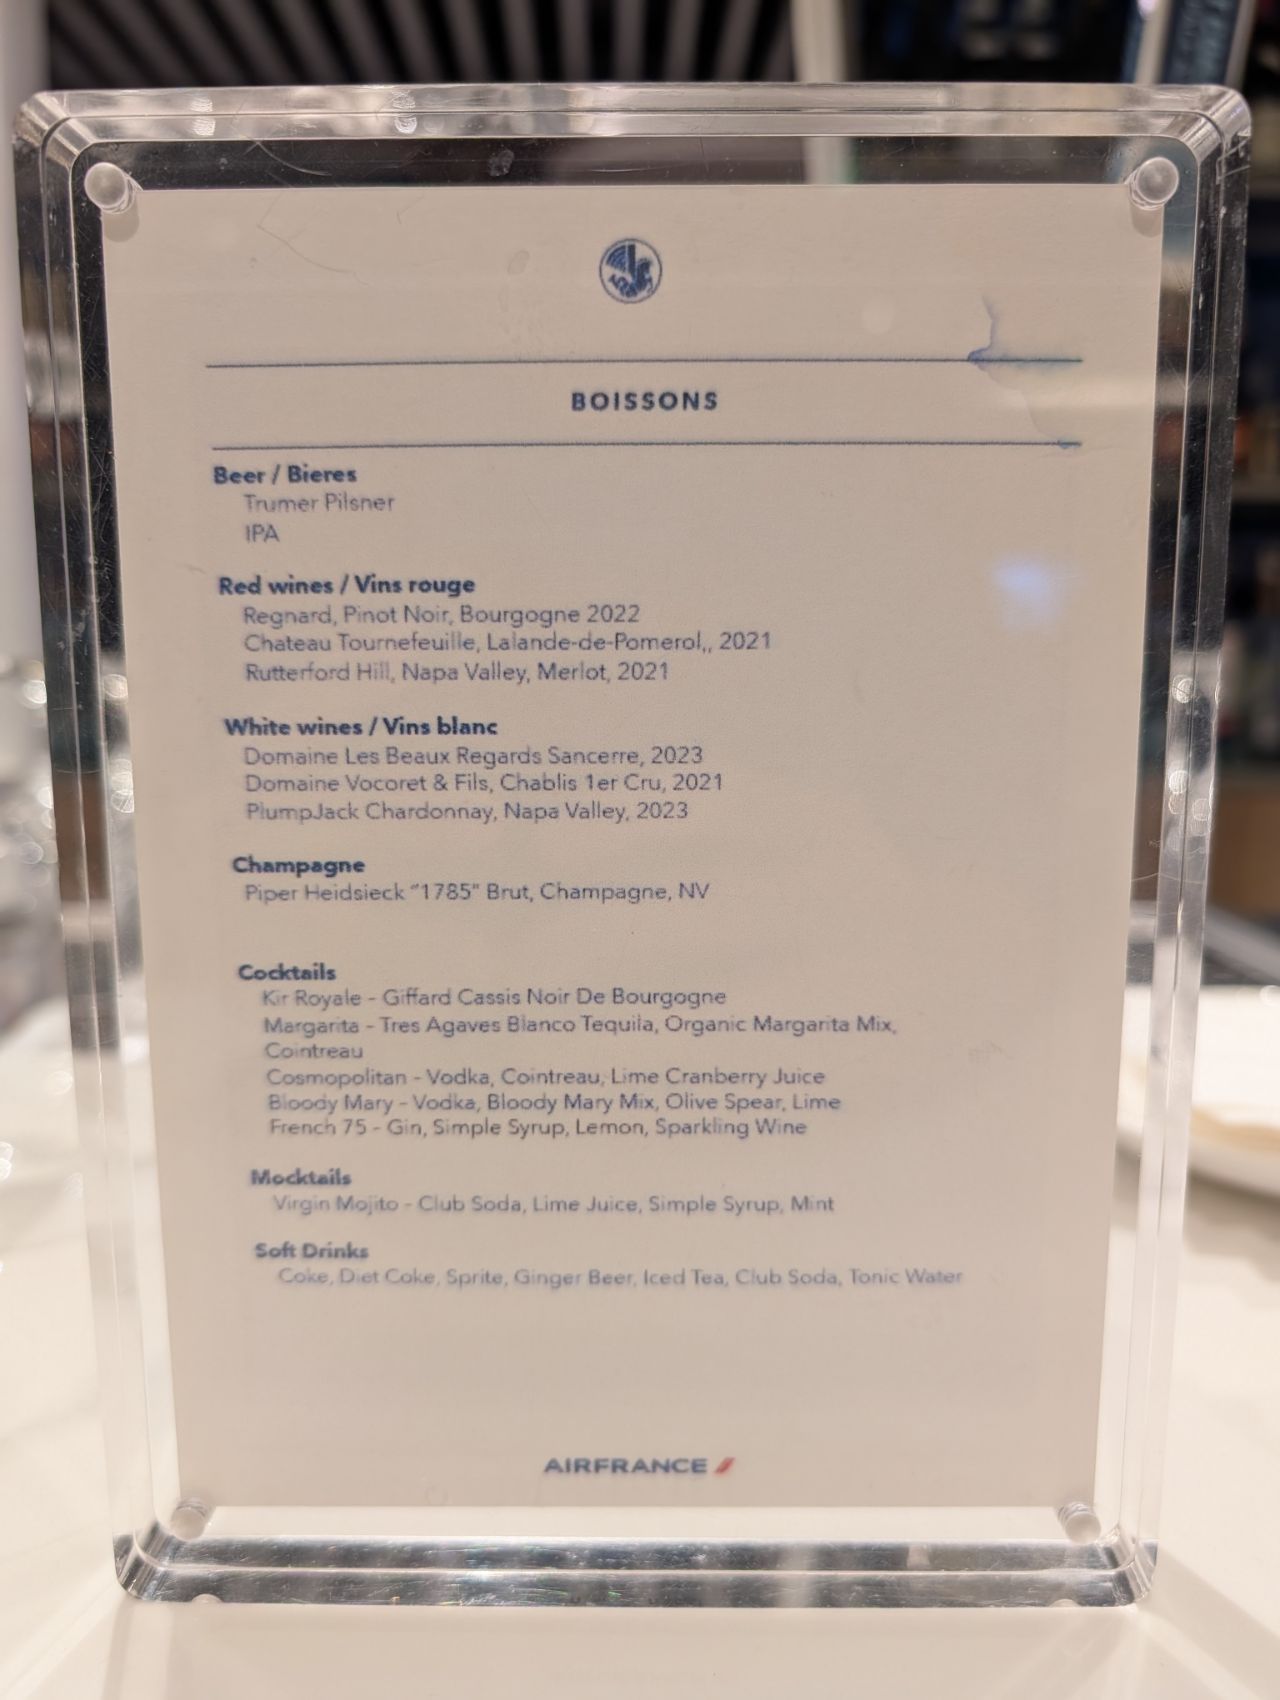 BOISSONS
Beer / Bieres
Trumer Pilsner
IPA
Red wines / Vins rouge
Regnard, Pinot Noir, Bourgogne 2022
Chateau Tournefeuille, Lalande-de-Pomerol,, 2021
Rutterford Hill, Napa Valley, Merlot, 2021
White wines / Vins blanc
Domaine Les Beaux Regards Sancerre, 2023
Domaine Vocoret & Fils, Chablis 1er Cru, 2021
PlumpJack Chardonnay, Napa Valley, 2023
Champagne
Piper Heidsieck "1785" Brut, Champagne, NV
Cocktails
Kir Royale - Giffard Cassis Noir De Bourgogne
Margarita - Tres Agaves Blanco Tequila, Organic Margarita Mix,
Cointreau
Cosmopolitan - Vodka, Cointreau, Lime Cranberry Juice
Bloody Mary - Vodka, Bloody Mary Mix, Olive Spear, Lime
French 75 - Gin, Simple Syrup, Lemon, Sparkling Wine
Mocktails
Virgin Mojito - Club Soda, Lime Juice, Simple Syrup, Mint
Soft Drinks
Coke, Diet Coke, Sprite, Ginger Beer, Iced Tea, Club Soda, Tonic Water
AIRFRANCE